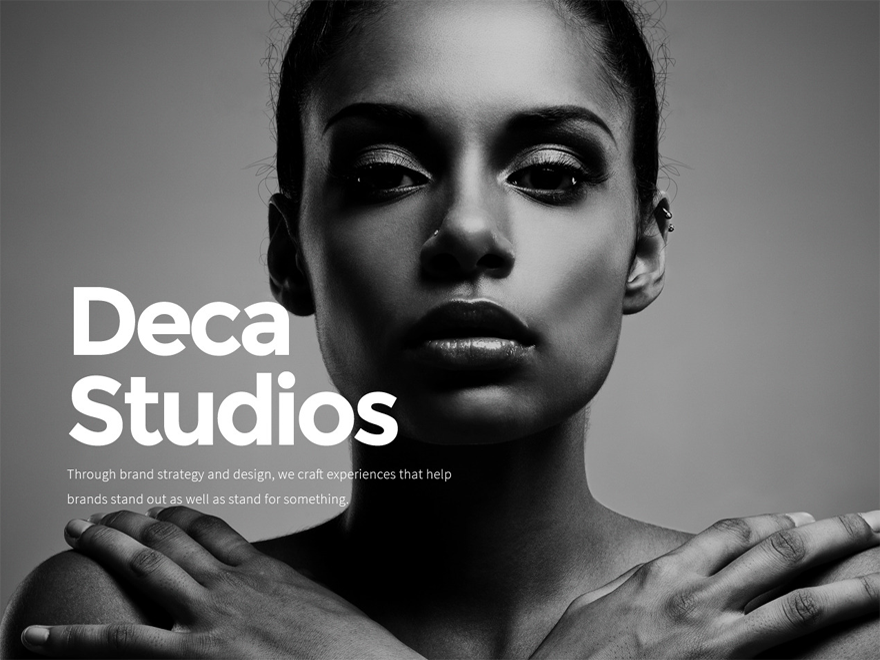 Deca
Studios
Through brand strategy and design, we craft experiences that help
brands stand out as well as stand for something.